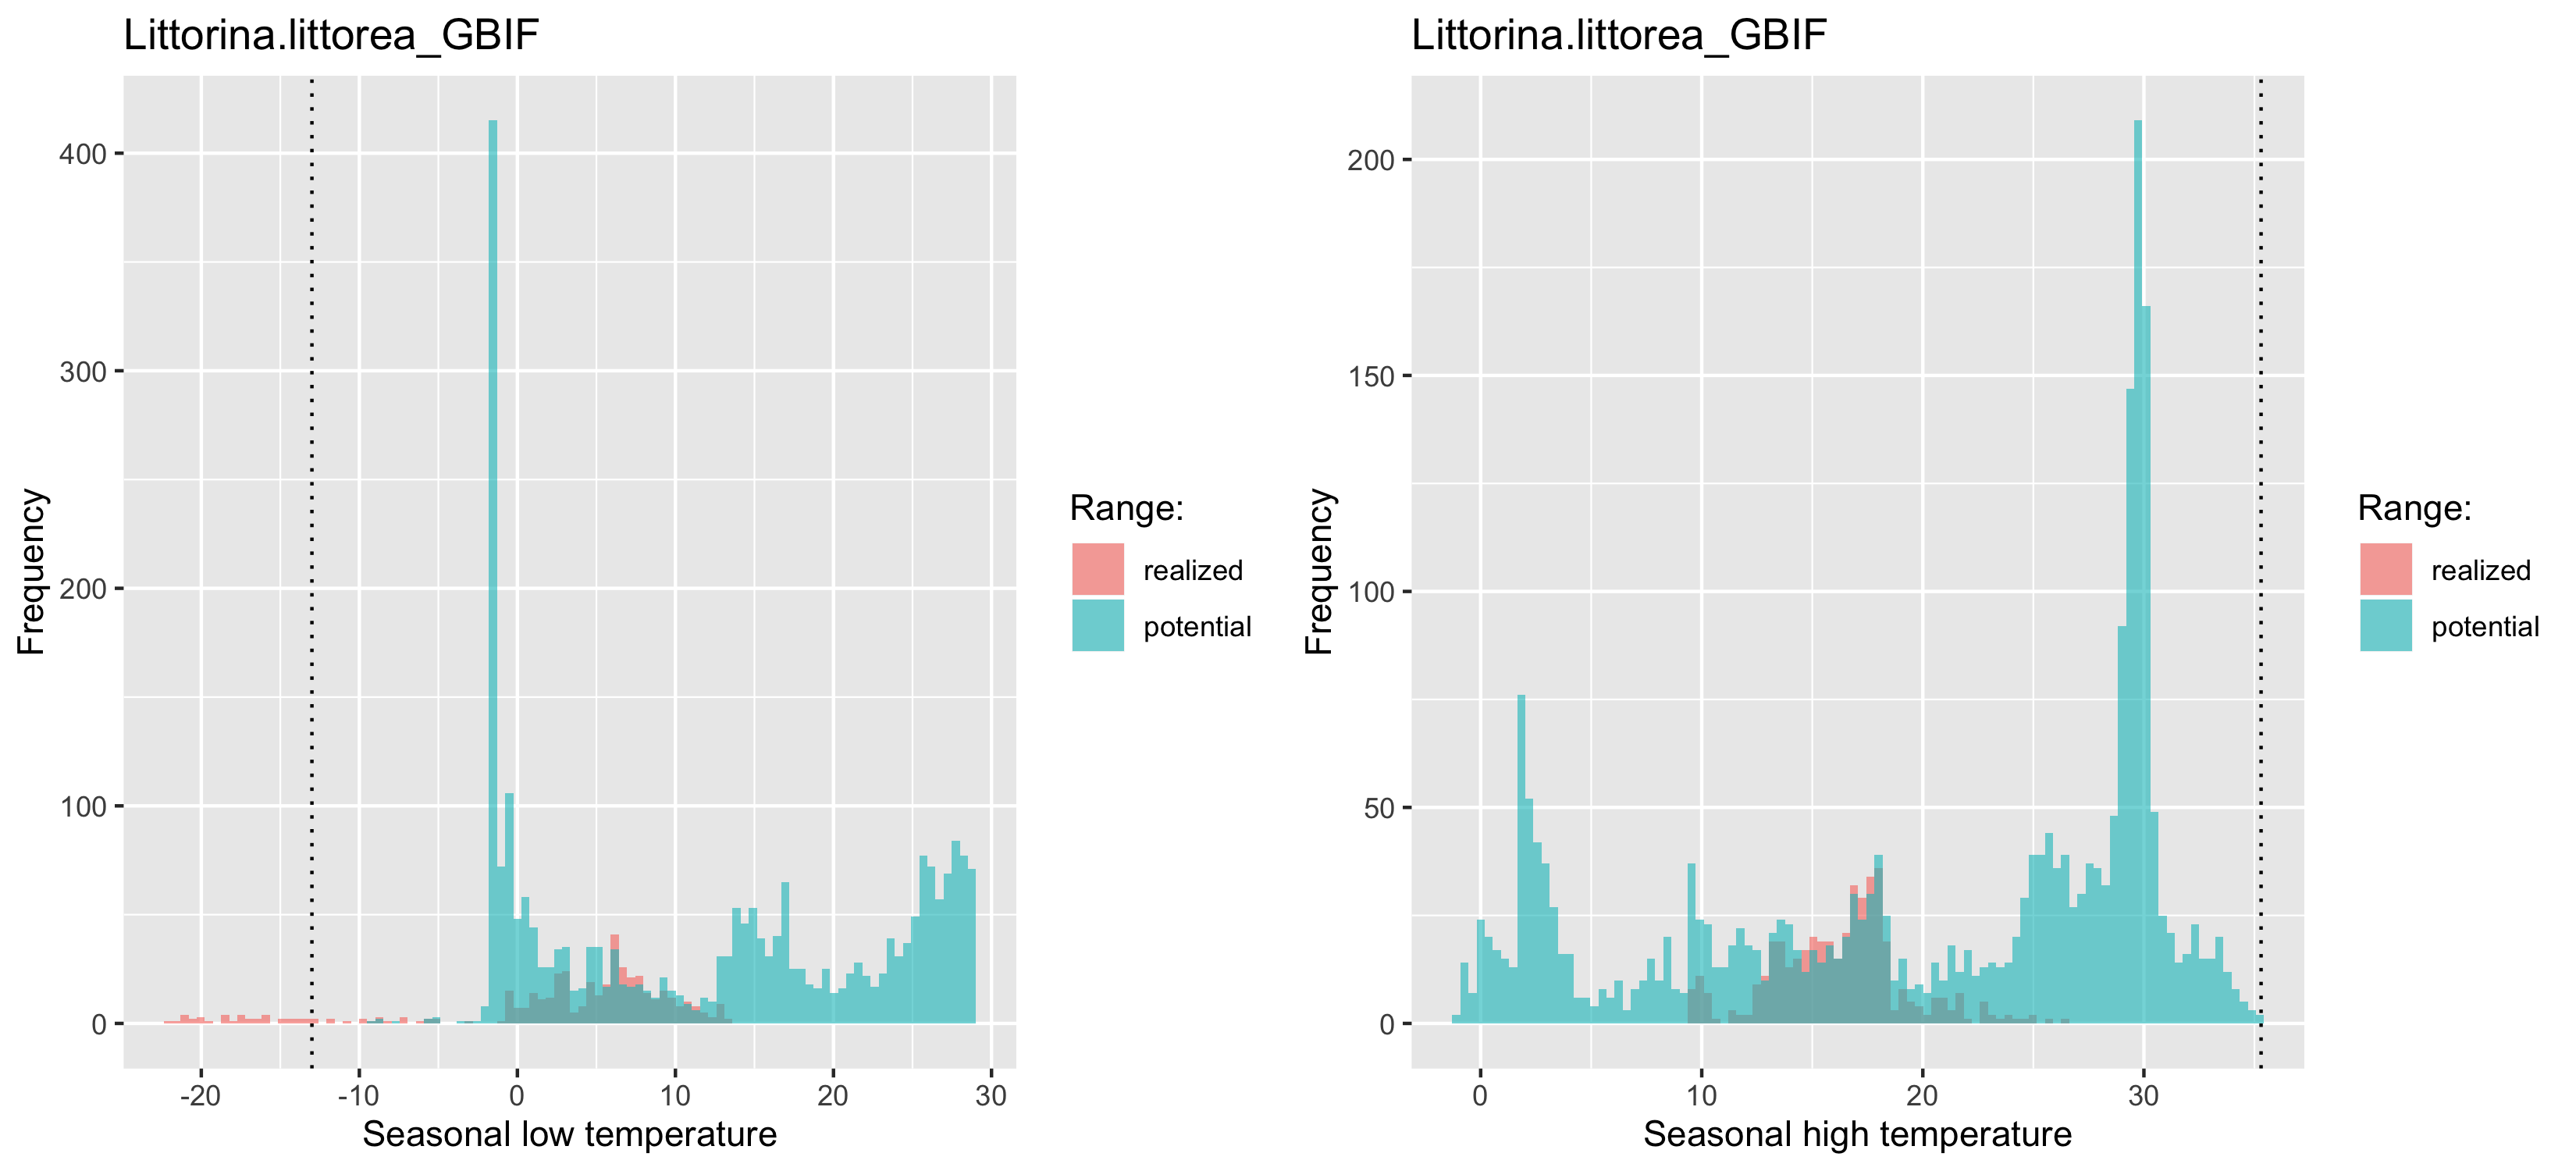 Littorina.littorea_GBIF
Frequency
400
300
200
100
0
-20 -10 0 10 20 30
Seasonal low temperature
Range:
realized
potential
Littorina.littorea_GBIF
Frequency
200
150
100
50
0
0 10 20 30
Seasonal high temperature
Range:
realized
potential